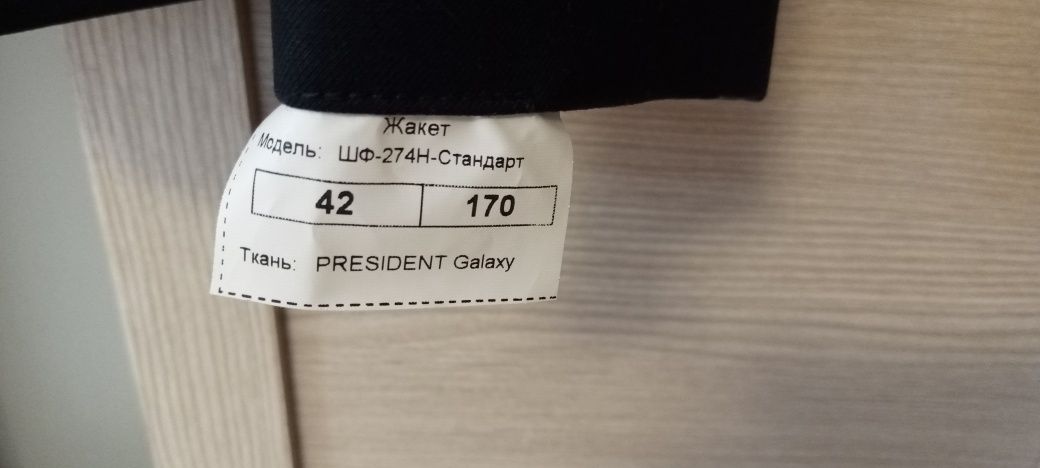 Жакет
Модель: ШФ-274Н-Стандарт
42 170
Ткань: PRESIDENT Galaxy